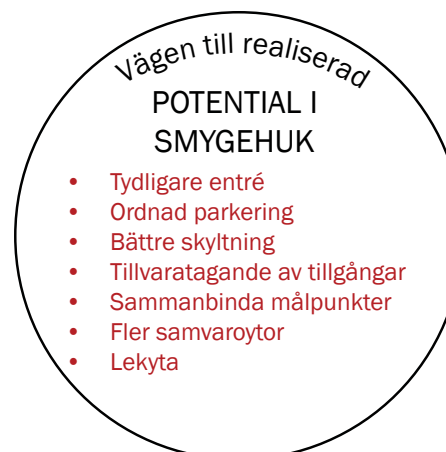 Vägen till realiserad
POTENTIAL I
SMYGEHUK
• Tydligare entré
• Ordnad parkering
• Bättre skyltning
• Tillvaratagande av tillgångar
• Sammanbinda målpunkter
• Fler samvaroytor
• Lekyta